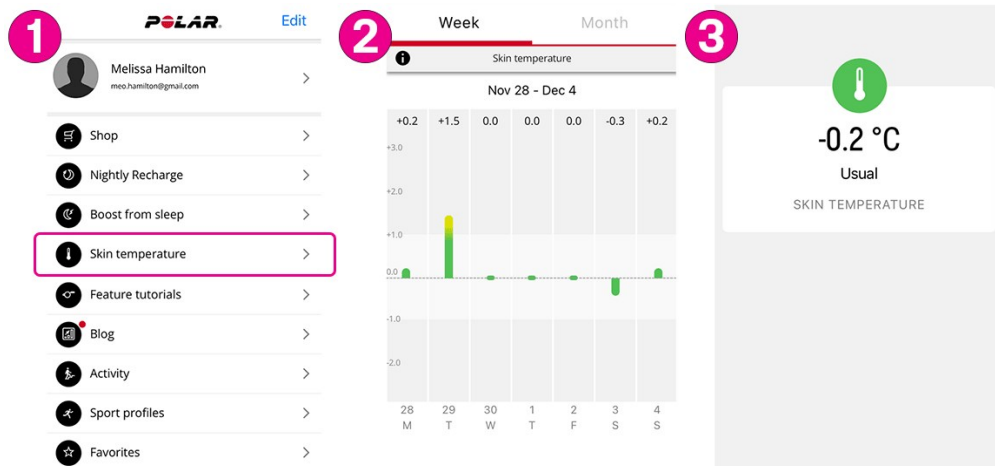 1
POLAR.
Edit
Melissa Hamilton
meo.hamilton@gmail.com
Shop
Nightly Recharge
Boost from sleep
Skin temperature
Feature tutorials
Blog
Activity
Sport profiles
Favorites
2
Week Month
Skin temperature
Nov 28 - Dec 4
+0.2 +1.5 0.0 0.0 0.0 -0.3 +0.2
+3.0
+2.0
+1.0
0.0
-1.0
-2.0
28 29 30 1 2 3 4
M T W T F S S
3
-0.2 °C
Usual
SKIN TEMPERATURE